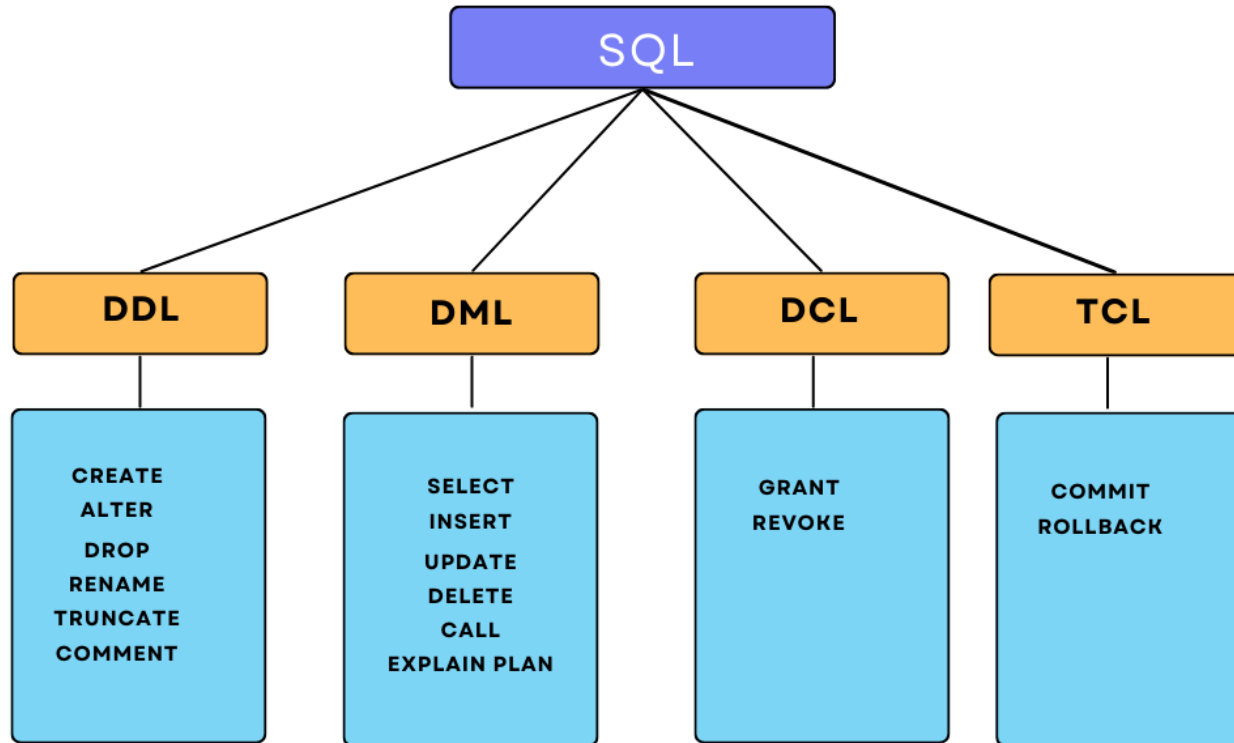 SQL
DDL
DML
DCL
TCL
CREATE
ALTER
DROP
RENAME
TRUNCATE
COMMENT
SELECT
INSERT
UPDATE
DELETE
CALL
EXPLAIN PLAN
GRANT
REVOKE
COMMIT
ROLLBACK